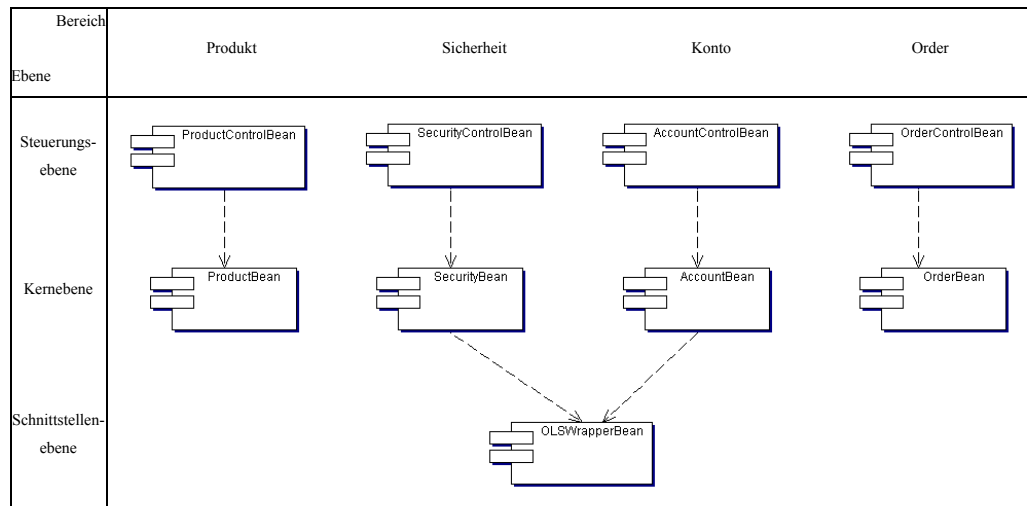 Bereich
Ebene
Produkt
Sicherheit
Konto
Order
Steuerungs-
ebene
ProductControlBean
SecurityControlBean
AccountControlBean
OrderControlBean
Kernebene
ProductBean
SecurityBean
AccountBean
OrderBean
Schnittstellen-
ebene
OLSWrapperBean